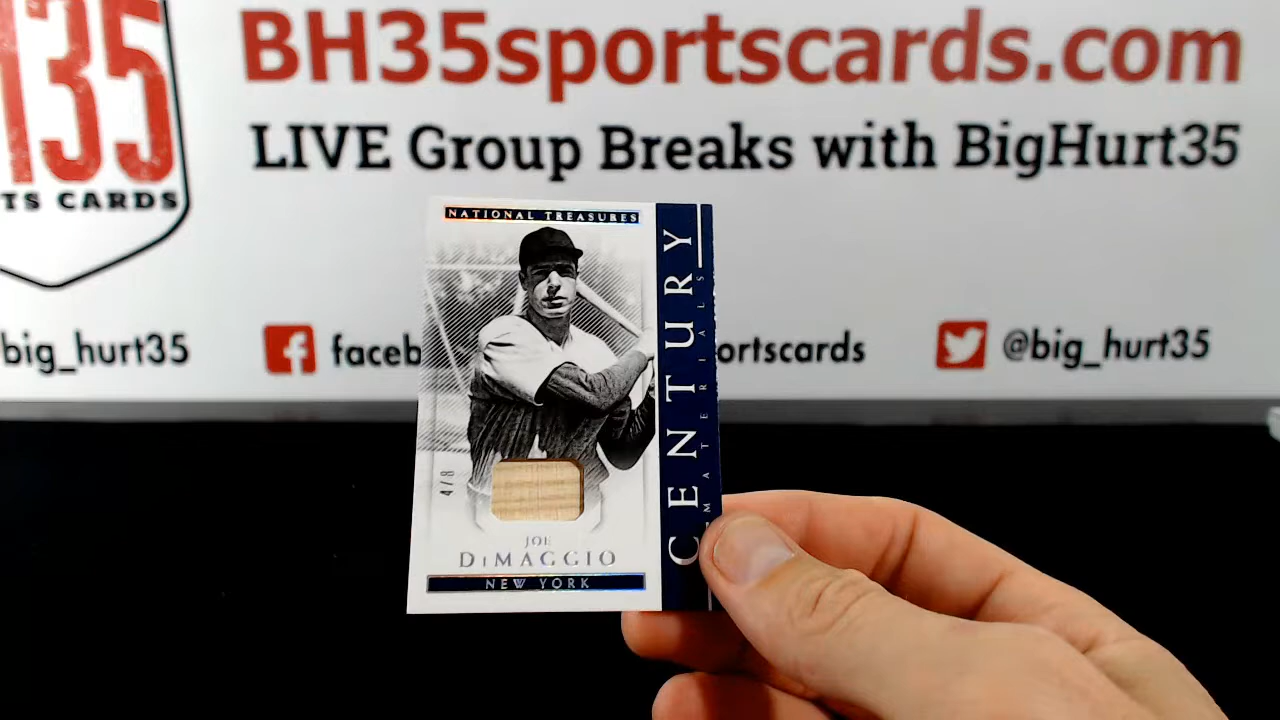 135
TS CARDS
BH35sportscards.com
LIVE Group Breaks with BigHurt35
big_hurt35
faceb
ortscards
@big_hurt35
NATIONAL TREASURES
4/8
JOE
DiMAGGIO
NEW YORK
CENTURY
MATERIALS